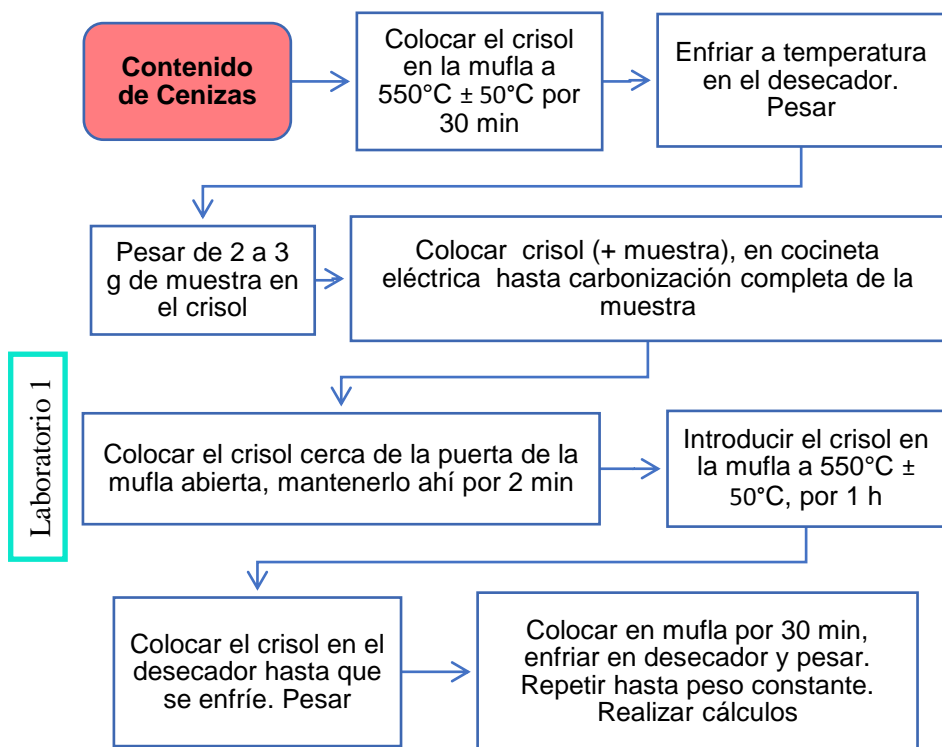 Contenido
de Cenizas
Colocar el crisol
en la mufla a
550°C ± 50°C por
30 min
Enfriar a temperatura
en el desecador.
Pesar
Pesar de 2 a 3
g de muestra en
el crisol
Colocar crisol (+ muestra), en cocineta
eléctrica hasta carbonización completa de la
muestra
Laboratorio 1
Colocar el crisol cerca de la puerta de la
mufla abierta, mantenerlo ahí por 2 min
Introducir el crisol en
la mufla a 550°C ±
50°C, por 1 h
Colocar el crisol en el
desecador hasta que
se enfríe. Pesar
Colocar en mufla por 30 min,
enfriar en desecador y pesar.
Repetir hasta peso constante.
Realizar cálculos